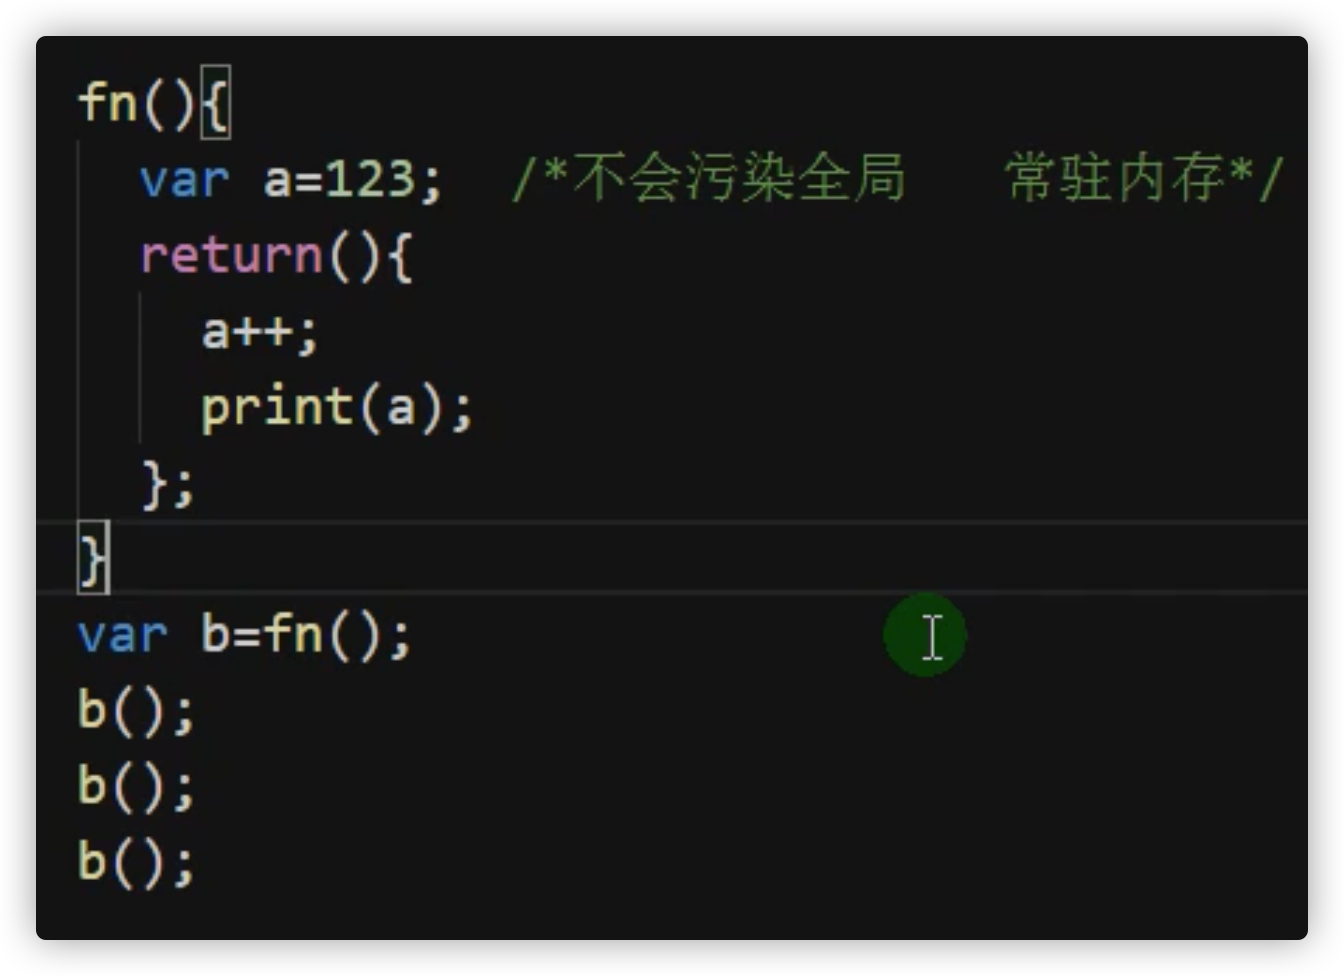 fn(){
  var a=123;  /*不会污染全局   常驻内存*/
  return(){
    a++;
    print(a);
  };
}
var b=fn();
b();
b();
b();